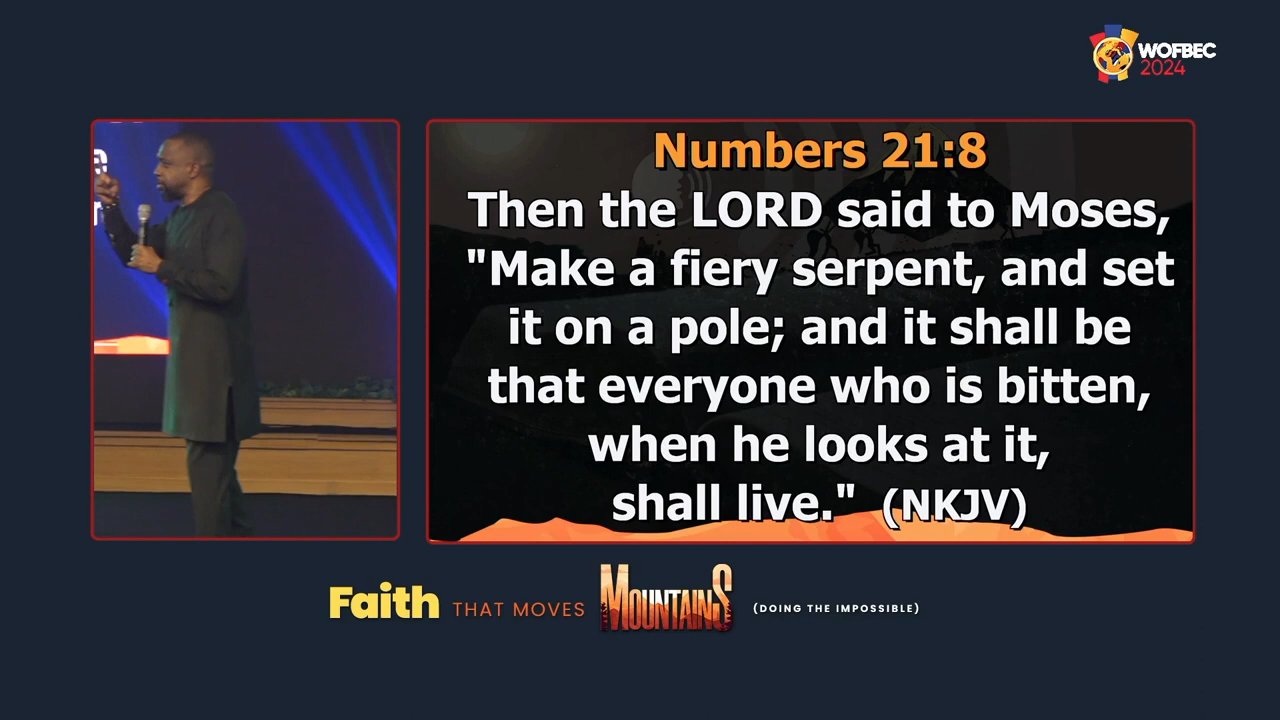 WOFBEC
2024
Numbers 21:8
Then the LORD said to Moses,
"Make a fiery serpent, and set
it on a pole; and it shall be
that everyone who is bitten,
when he looks at it,
shall live." (NKJV)
Faith THAT MOVES MOUNTAINS (DOING THE IMPOSSIBLE)